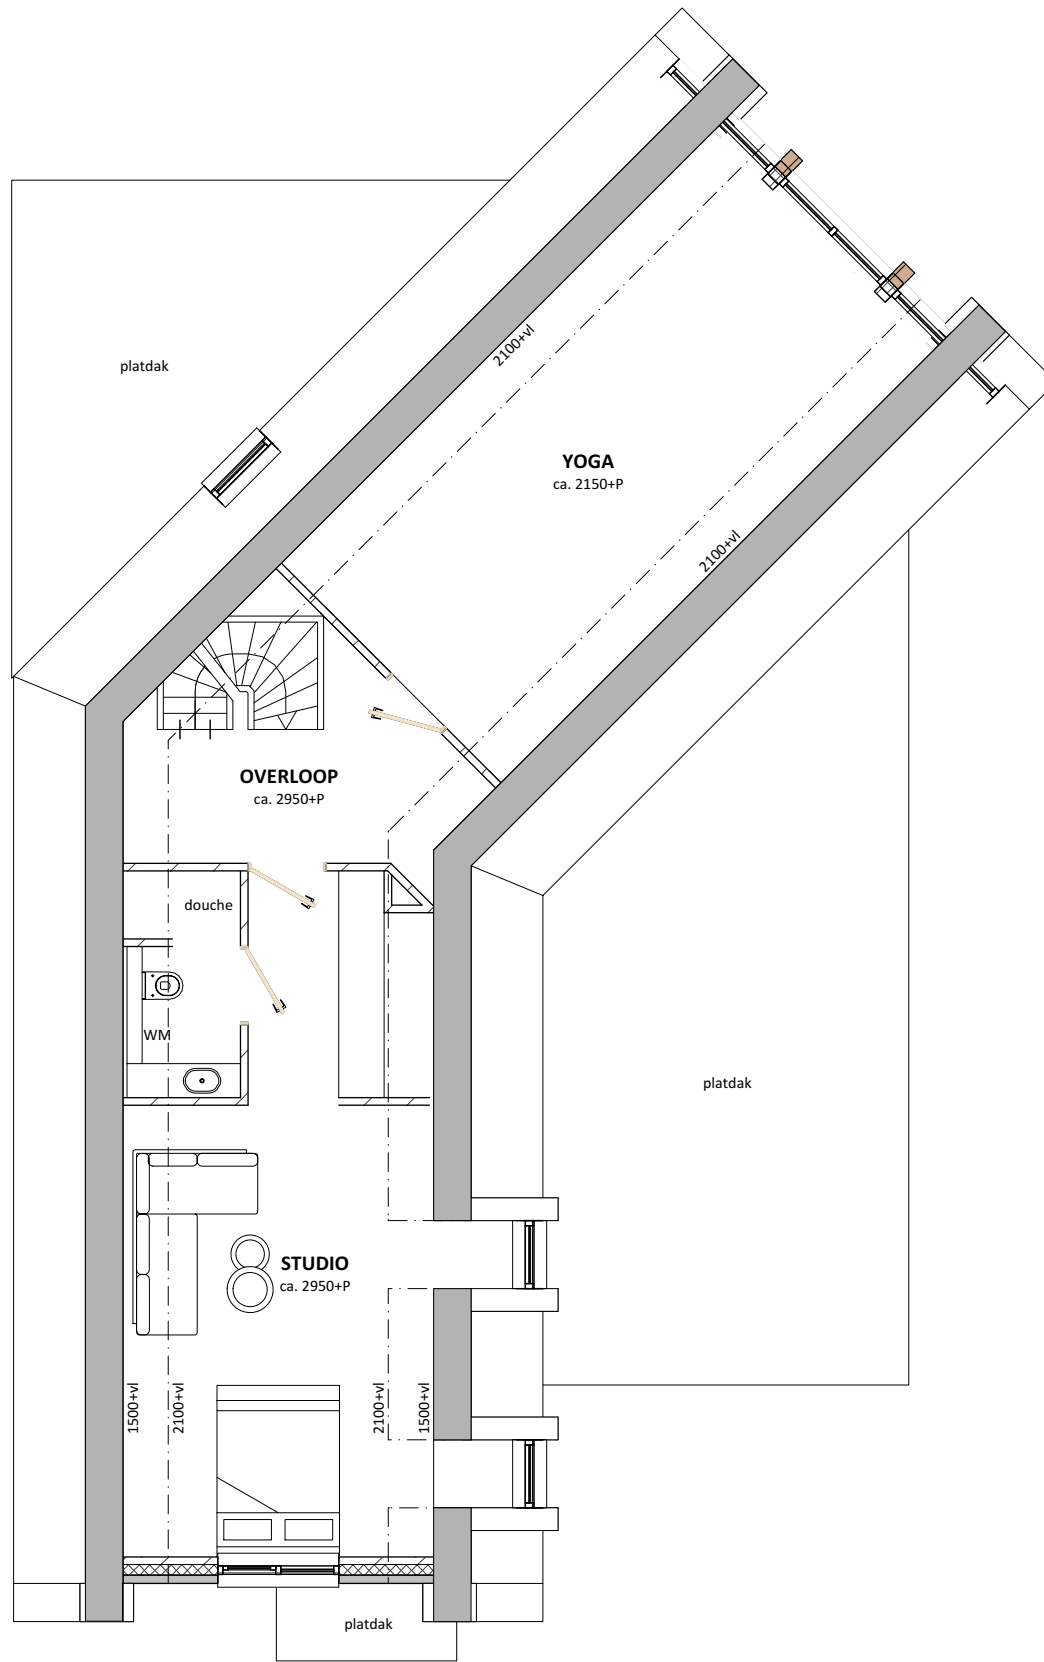 platdak
2100+vl
YOGA
ca. 2150+P
2100+vl
OVERLOOP
ca. 2950+P
douche
WM
platdak
STUDIO
ca. 2950+P
1500+vl
2100+vl
2100+vl
1500+vl
platdak